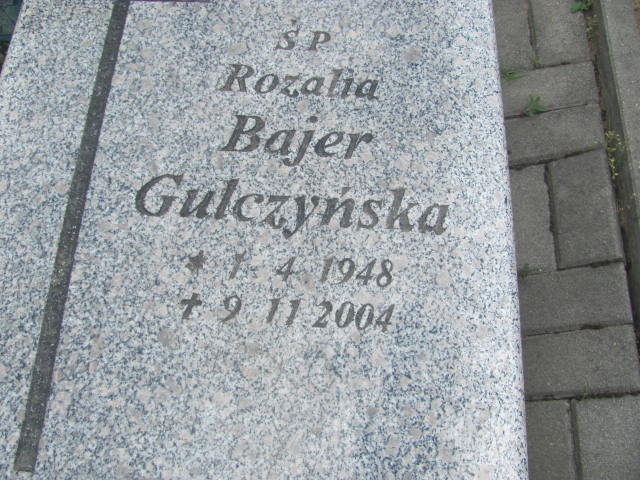 Ś P
Rozalia
Bajer
Gulczyńska
* 1 4 1948
✝ 9 11 2004